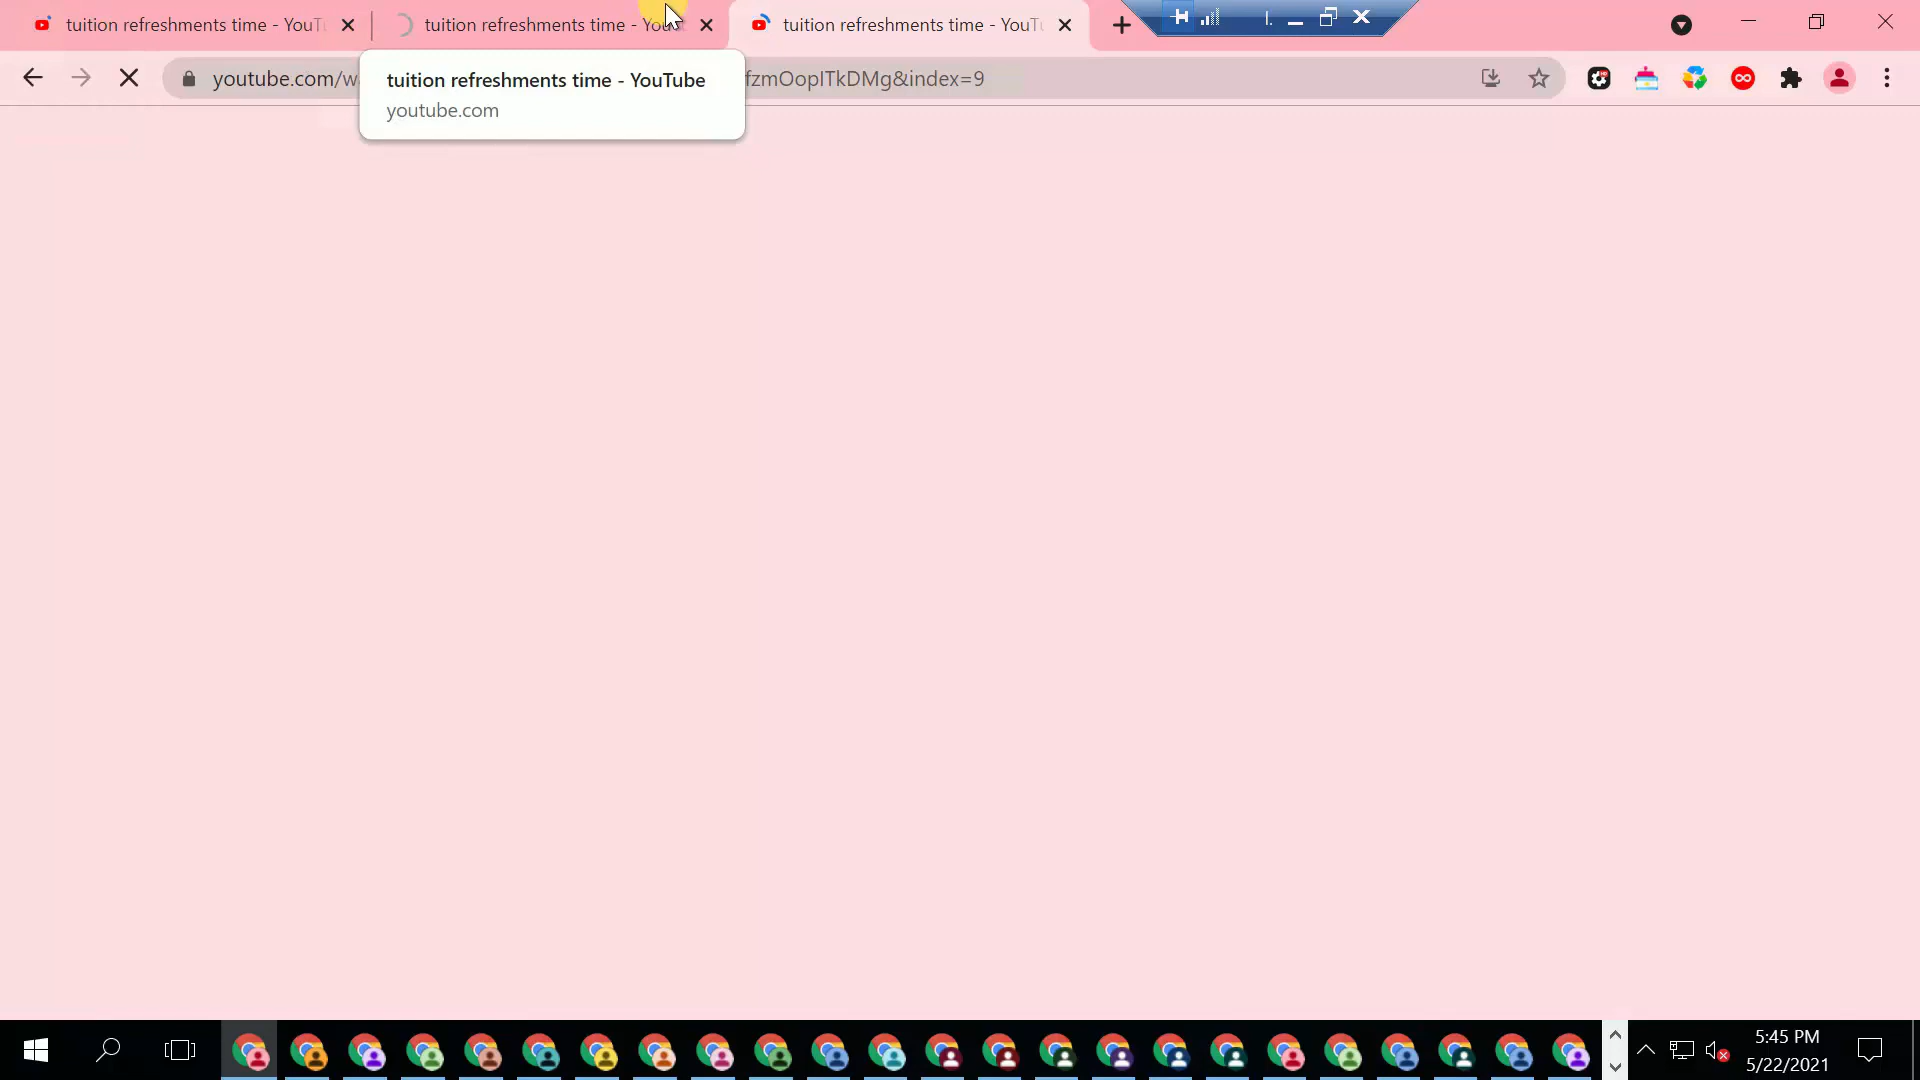 tuition refreshments time - YouT
tuition refreshments time - You
tuition refreshments time - YouTu
youtube.com/w
fzmOopITkDMg&index=9
tuition refreshments time - YouTube
youtube.com
5:45 PM
5/22/2021